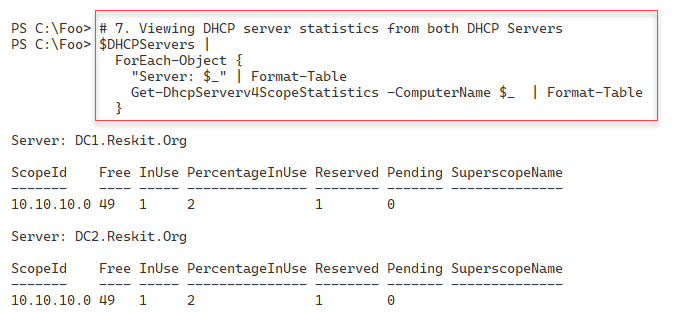 PS C:\Foo> # 7. Viewing DHCP server statistics from both DHCP Servers
PS C:\Foo> $DHCPServers |
  ForEach-Object {
    "Server: $_" | Format-Table
    Get-DhcpServerv4ScopeStatistics -ComputerName $_  | Format-Table
  }
Server: DC1.Reskit.Org
ScopeId    Free InUse PercentageInUse Reserved Pending SuperscopeName
-------    ---- ----- --------------- -------- ------- --------------
10.10.10.0 49   1     2               1        0
Server: DC2.Reskit.Org
ScopeId    Free InUse PercentageInUse Reserved Pending SuperscopeName
-------    ---- ----- --------------- -------- ------- --------------
10.10.10.0 49   1     2               1        0